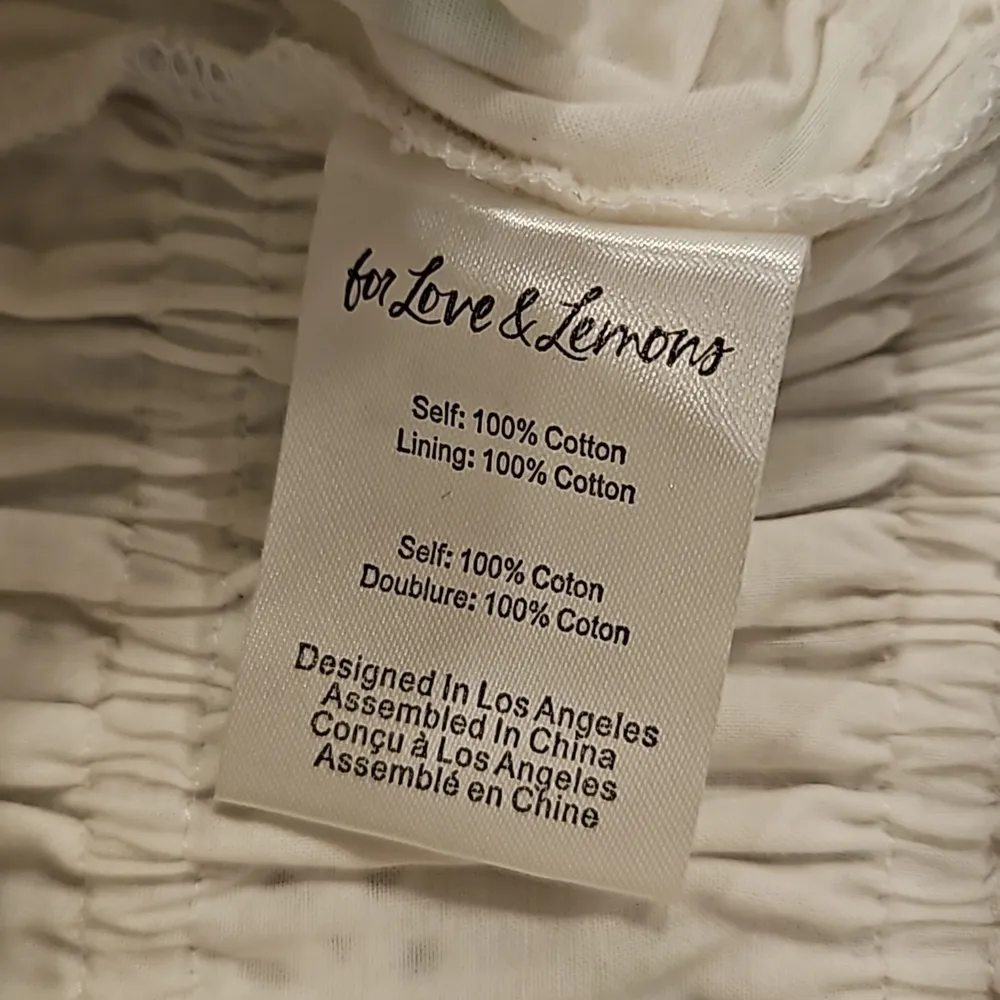 for Love & Lemons
Self: 100% Cotton
Lining: 100% Cotton
Self: 100% Coton
Doublure: 100% Coton
Designed In Los Angeles
Assembled In China
Conçu à Los Angeles
Assemblé en Chine